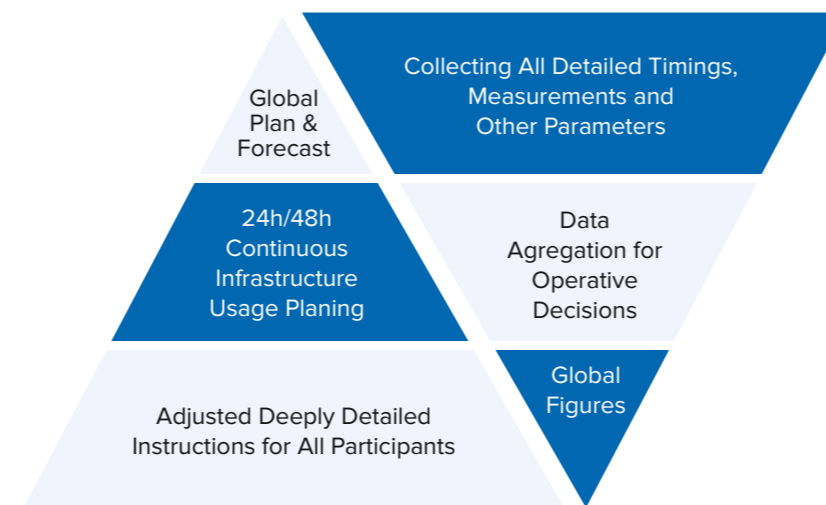 Global
Plan &
Forecast
Collecting All Detailed Timings,
Measurements and
Other Parameters
24h/48h
Continuous
Infrastructure
Usage Planing
Data
Agregation for
Operative
Decisions
Adjusted Deeply Detailed
Instructions for All Participants
Global
Figures